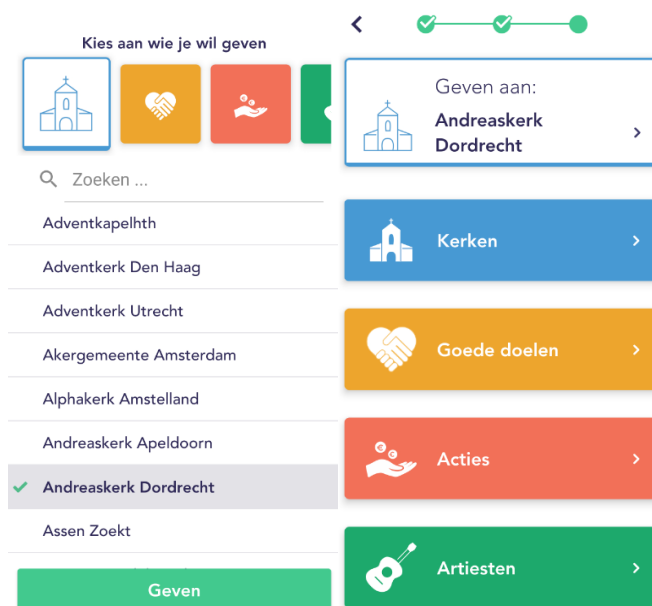 Kies aan wie je wil geven
Zoeken ...
Adventkapelhth
Adventkerk Den Haag
Adventkerk Utrecht
Akergemeente Amsterdam
Alphakerk Amstelland
Andreaskerk Apeldoorn
Andreaskerk Dordrecht
Assen Zoekt
Geven
Geven aan:
Andreaskerk
Dordrecht
Kerken
Goede doelen
Acties
Artiesten